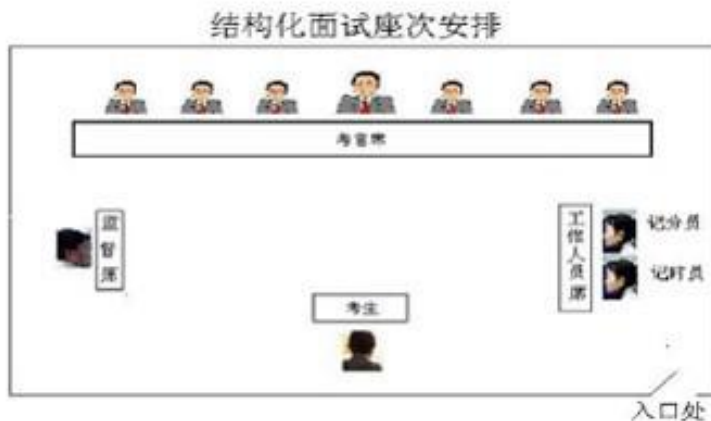 结构化面试座次安排
考官席
监督席
工作人员席
记分员
记时员
考生
入口处